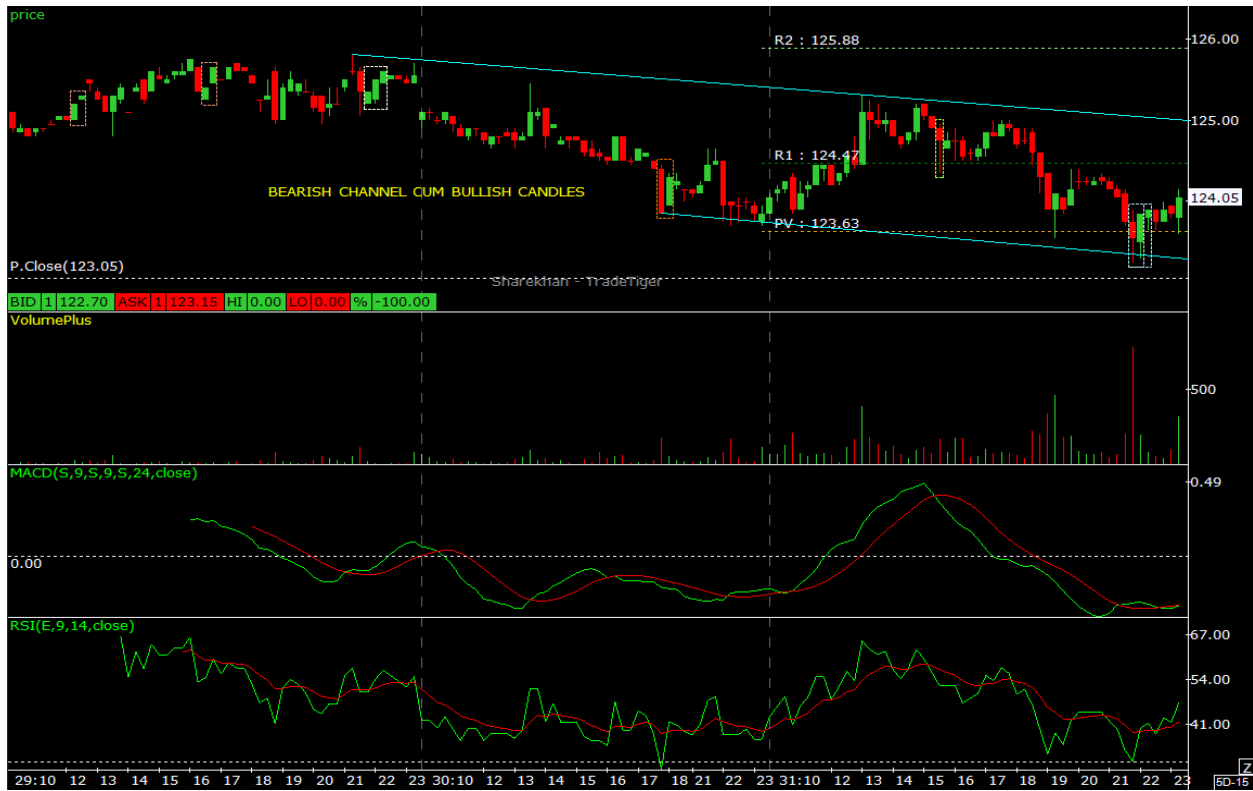 price
126.00
R2 : 125.88
125.00
R1 : 124.47
BEARISH CHANNEL CUM BULLISH CANDLES
124.05
PV : 123.63
P.Close(123.05)
Sharekhan - TradeTiger
BID 1 122.70 ASK 1 123.15 HI 0.00 LO 0.00 % -100.00
VolumePlus
500
MACD(S,9,S,9,S,24,close)
0.49
0.00
RSI(E,9,14,close)
67.00
54.00
41.00
Z
29:10 12 13 14 15 16 17 18 19 20 21 22 23 30:10 12 13 14 15 16 17 18 21 22 23 31:10 12 13 14 15 16 17 18 19 20 21 22 23
5D-15